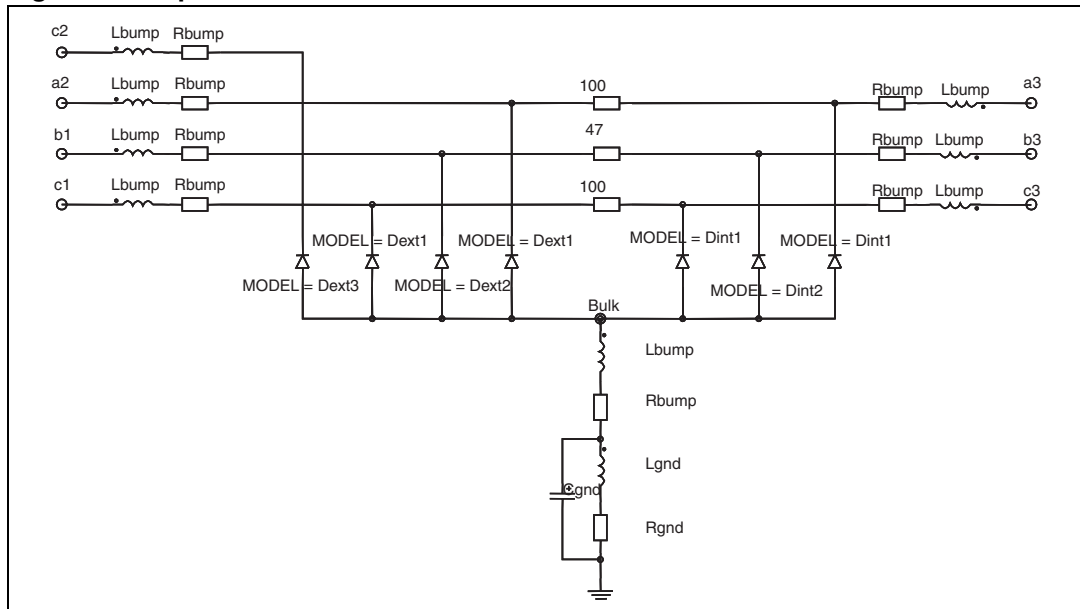 c2 Lbump Rbump
a2 Lbump Rbump 100 Rbump Lbump a3
b1 Lbump Rbump 47 Rbump Lbump b3
c1 Lbump Rbump 100 Rbump Lbump c3
MODEL = Dext1 MODEL = Dext1 MODEL = Dint1 MODEL = Dint1
MODEL = Dext3 MODEL = Dext2 MODEL = Dint2
Bulk
Lbump
Rbump
Lgnd
Cgnd
Rgnd